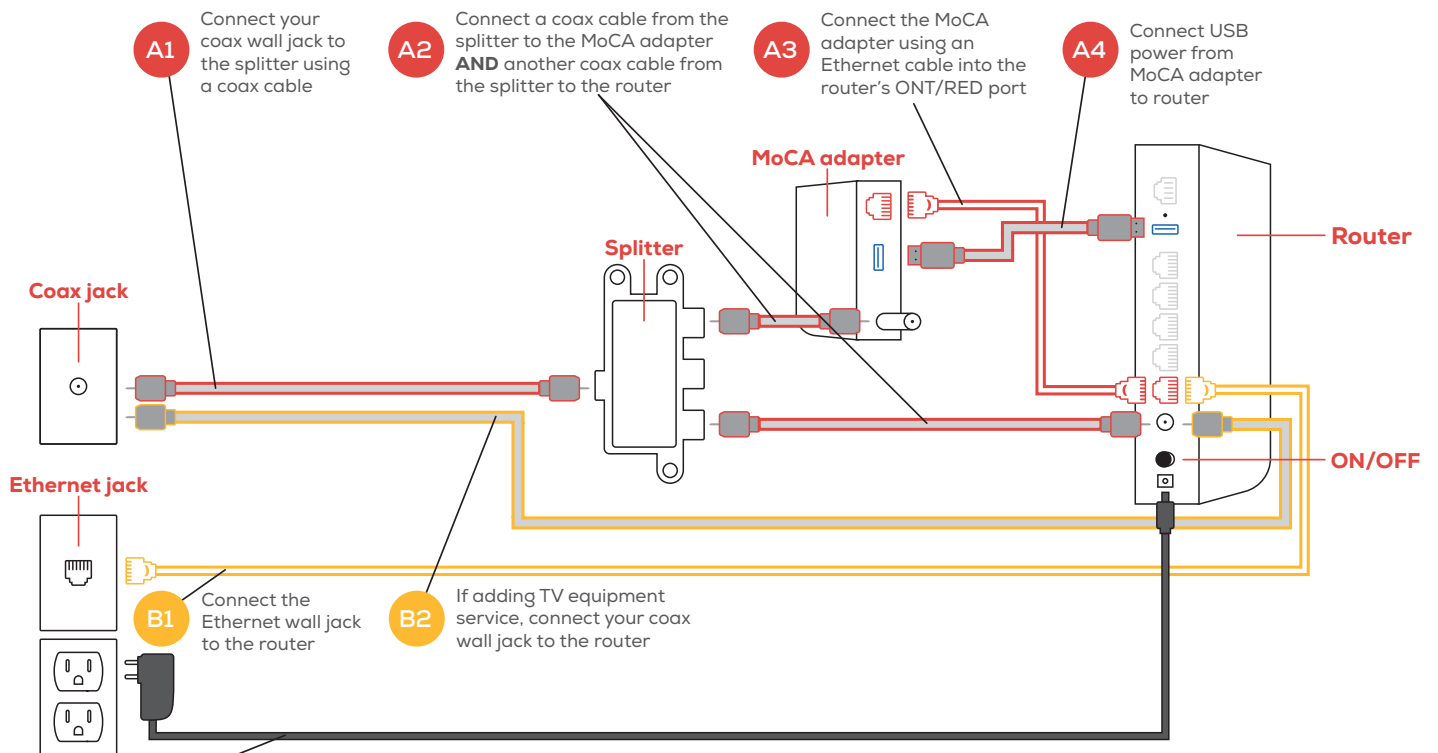 A1
Connect your
coax wall jack to
the splitter using
a coax cable
A2
Connect a coax cable from the
splitter to the MoCA adapter
AND another coax cable from
the splitter to the router
A3
Connect the MoCA
adapter using an
Ethernet cable into the
router's ONT/RED port
A4
Connect USB
power from
MoCA adapter
to router
MoCA adapter
Router
Splitter
Coax jack
ON/OFF
Ethernet jack
B1
Connect the
Ethernet wall jack
to the router
B2
If adding TV equipment
service, connect your coax
wall jack to the router